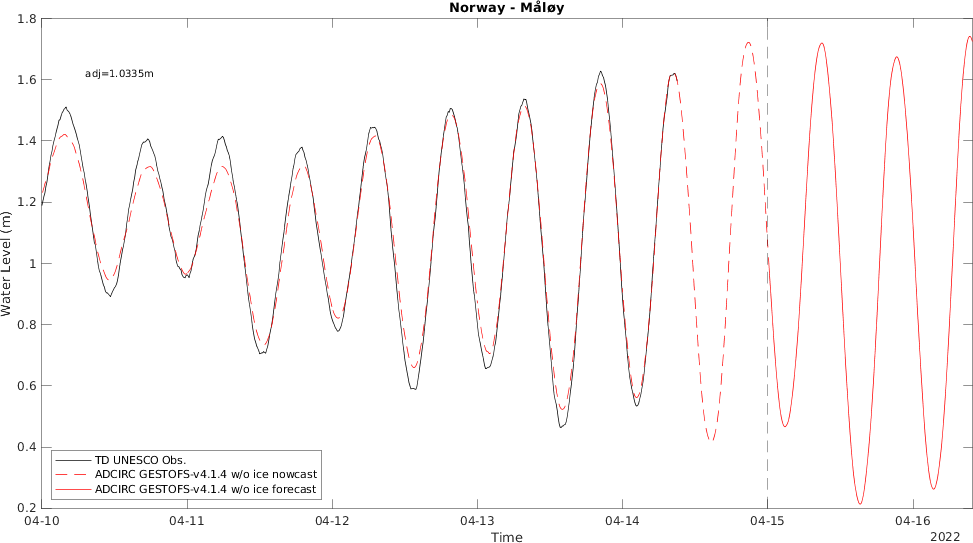 Norway - Måløy
1.8
1.6
1.4
1.2
1
0.8
0.6
0.4
0.2
Water Level (m)
adj=1.0335m
TD UNESCO Obs.
ADCIRC GESTOFS-v4.1.4 w/o ice nowcast
ADCIRC GESTOFS-v4.1.4 w/o ice forecast
04-10 04-11 04-12 04-13 04-14 04-15 04-16
Time
2022